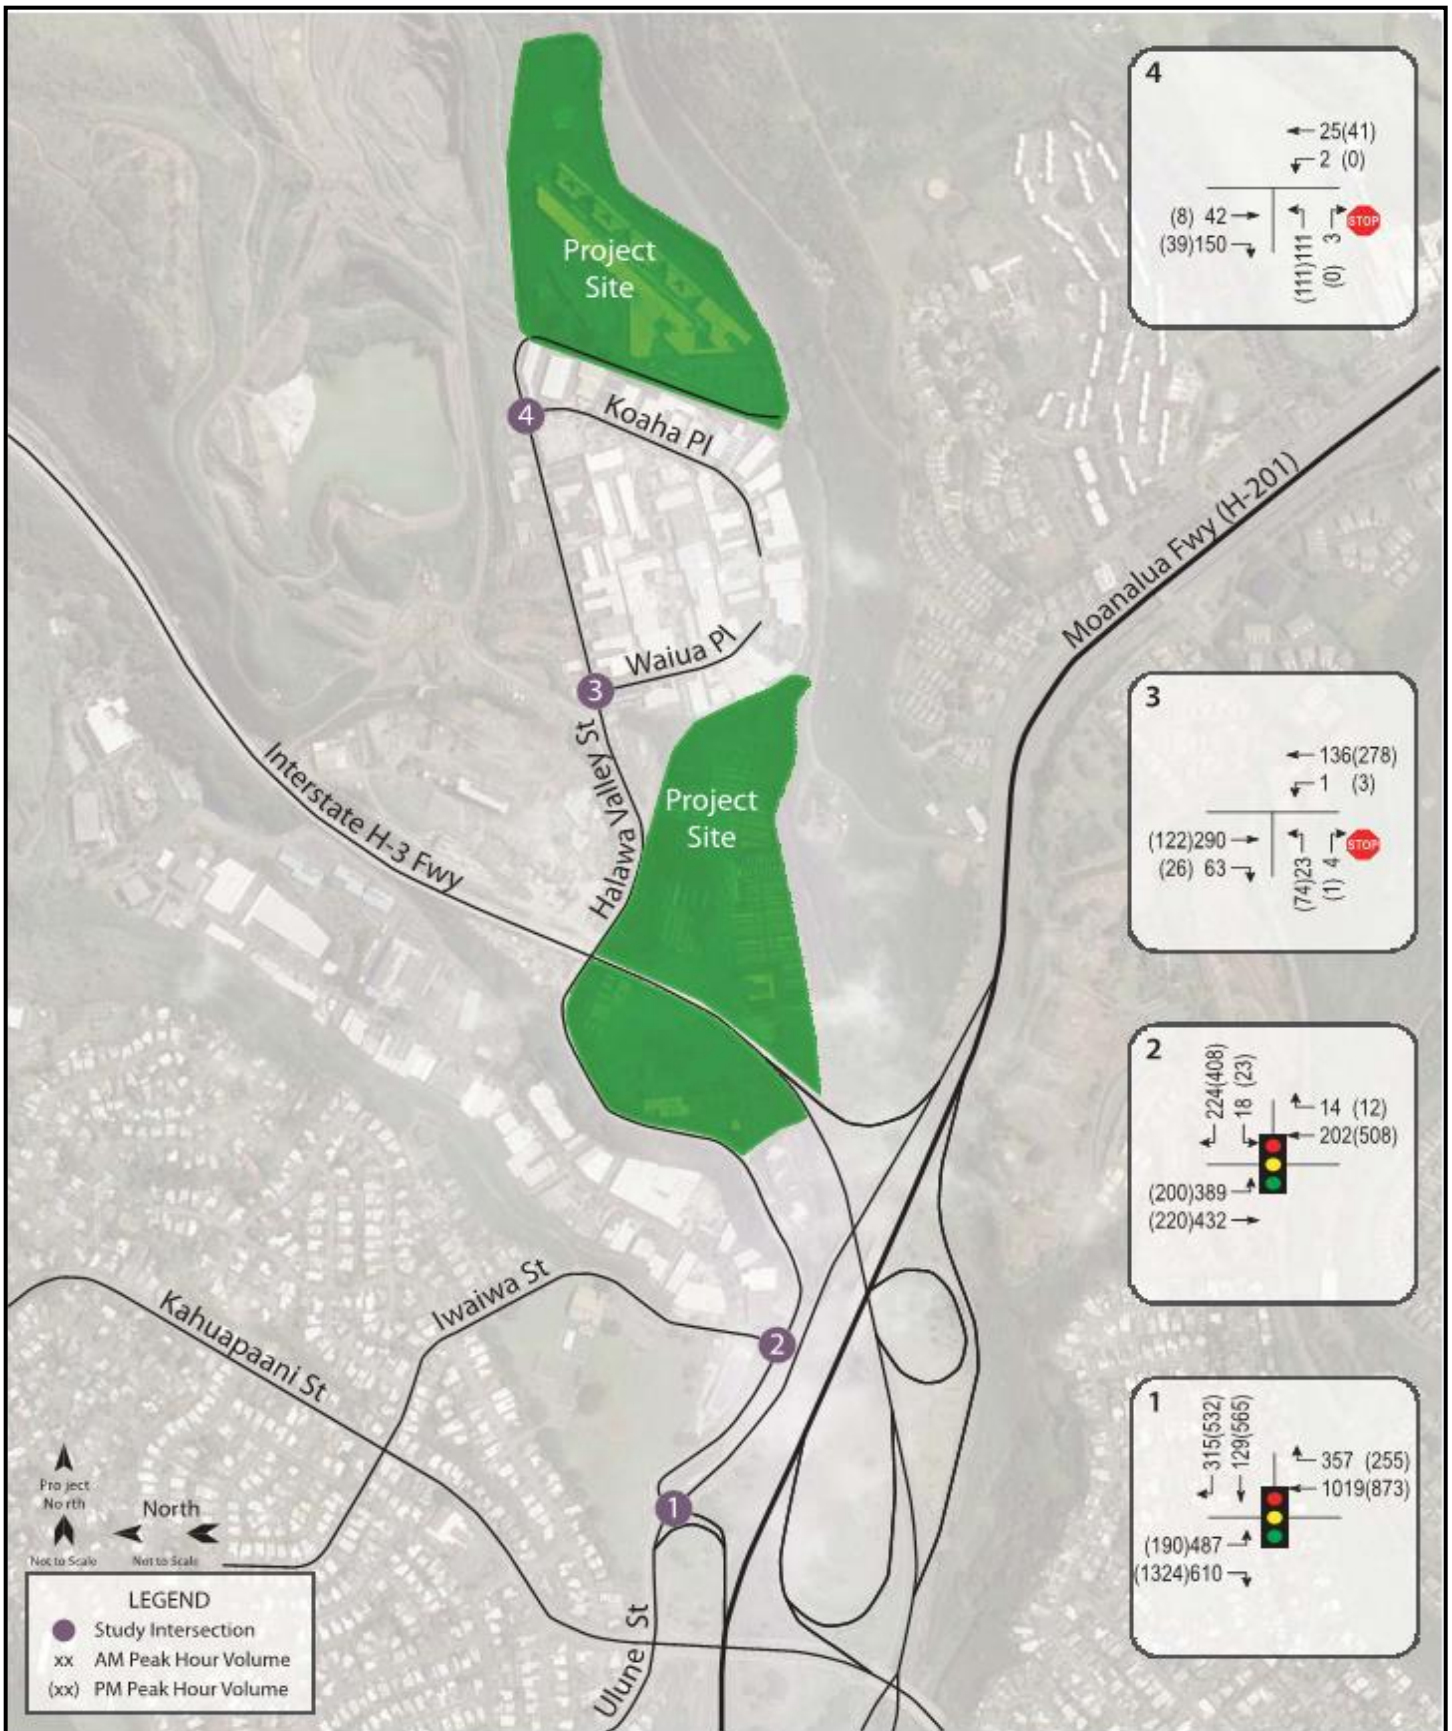 4
25(41)
2 (0)
(8) 42
(39)150
(111)111
(0) 3
STOP
Project
Site
4
Koaha Pl
Moanalua Fwy (H-201)
Waiua Pl
3
3
136(278)
1 (3)
(122)290
(26) 63
(74)23
(1) 4
STOP
Halawa Valley St
Interstate H-3 Fwy
Project
Site
2
224(408)
18 (23)
14 (12)
202(508)
(200)389
(220)432
Iwaiwa St
Kahuapaani St
2
1
315(532)
129(565)
357 (255)
1019(873)
(190)487
(1324)610
1
Ulune St
Project
North
Not to Scale
North
Not to Scale
LEGEND
Study Intersection
xx AM Peak Hour Volume
(xx) PM Peak Hour Volume